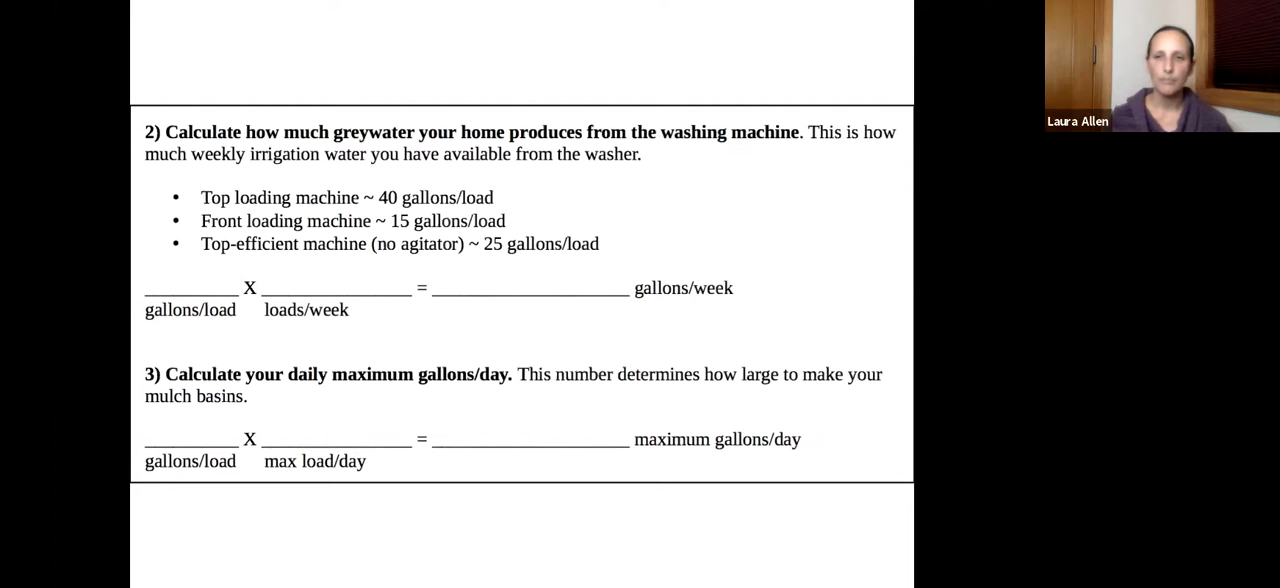 2) Calculate how much greywater your home produces from the washing machine. This is how
much weekly irrigation water you have available from the washer.
• Top loading machine ~ 40 gallons/load
• Front loading machine ~ 15 gallons/load
• Top-efficient machine (no agitator) ~ 25 gallons/load
__________ X ________________ = _____________________ gallons/week
gallons/load loads/week
3) Calculate your daily maximum gallons/day. This number determines how large to make your
mulch basins.
__________ X ________________ = _____________________ maximum gallons/day
gallons/load max load/day
Laura Allen